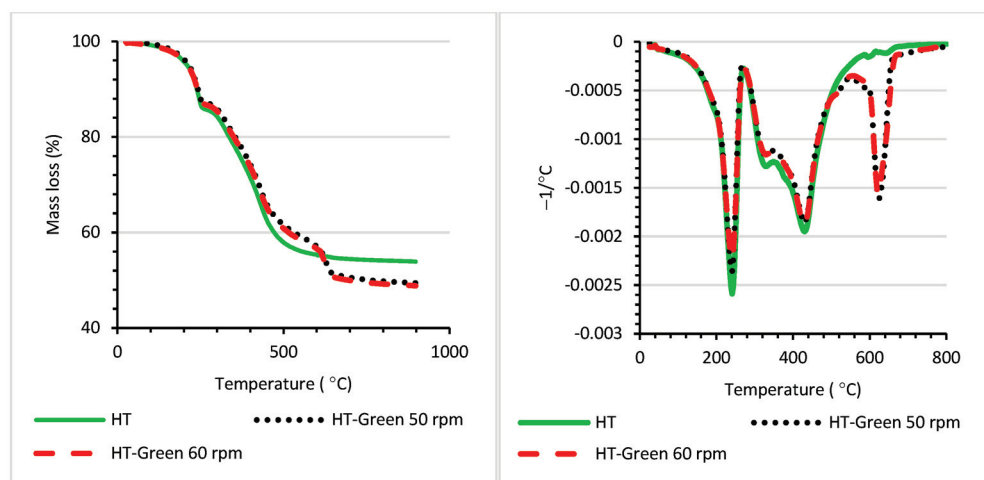 100
80
60
40
Mass loss (%)
0
500
1000
Temperature ( °C)
HT
HT-Green 50 rpm
HT-Green 60 rpm
0
-0.0005
-0.001
-0.0015
-0.002
-0.0025
-0.003
−1/°C
0
200
400
600
800
Temperature ( °C)
HT
HT-Green 50 rpm
HT-Green 60 rpm